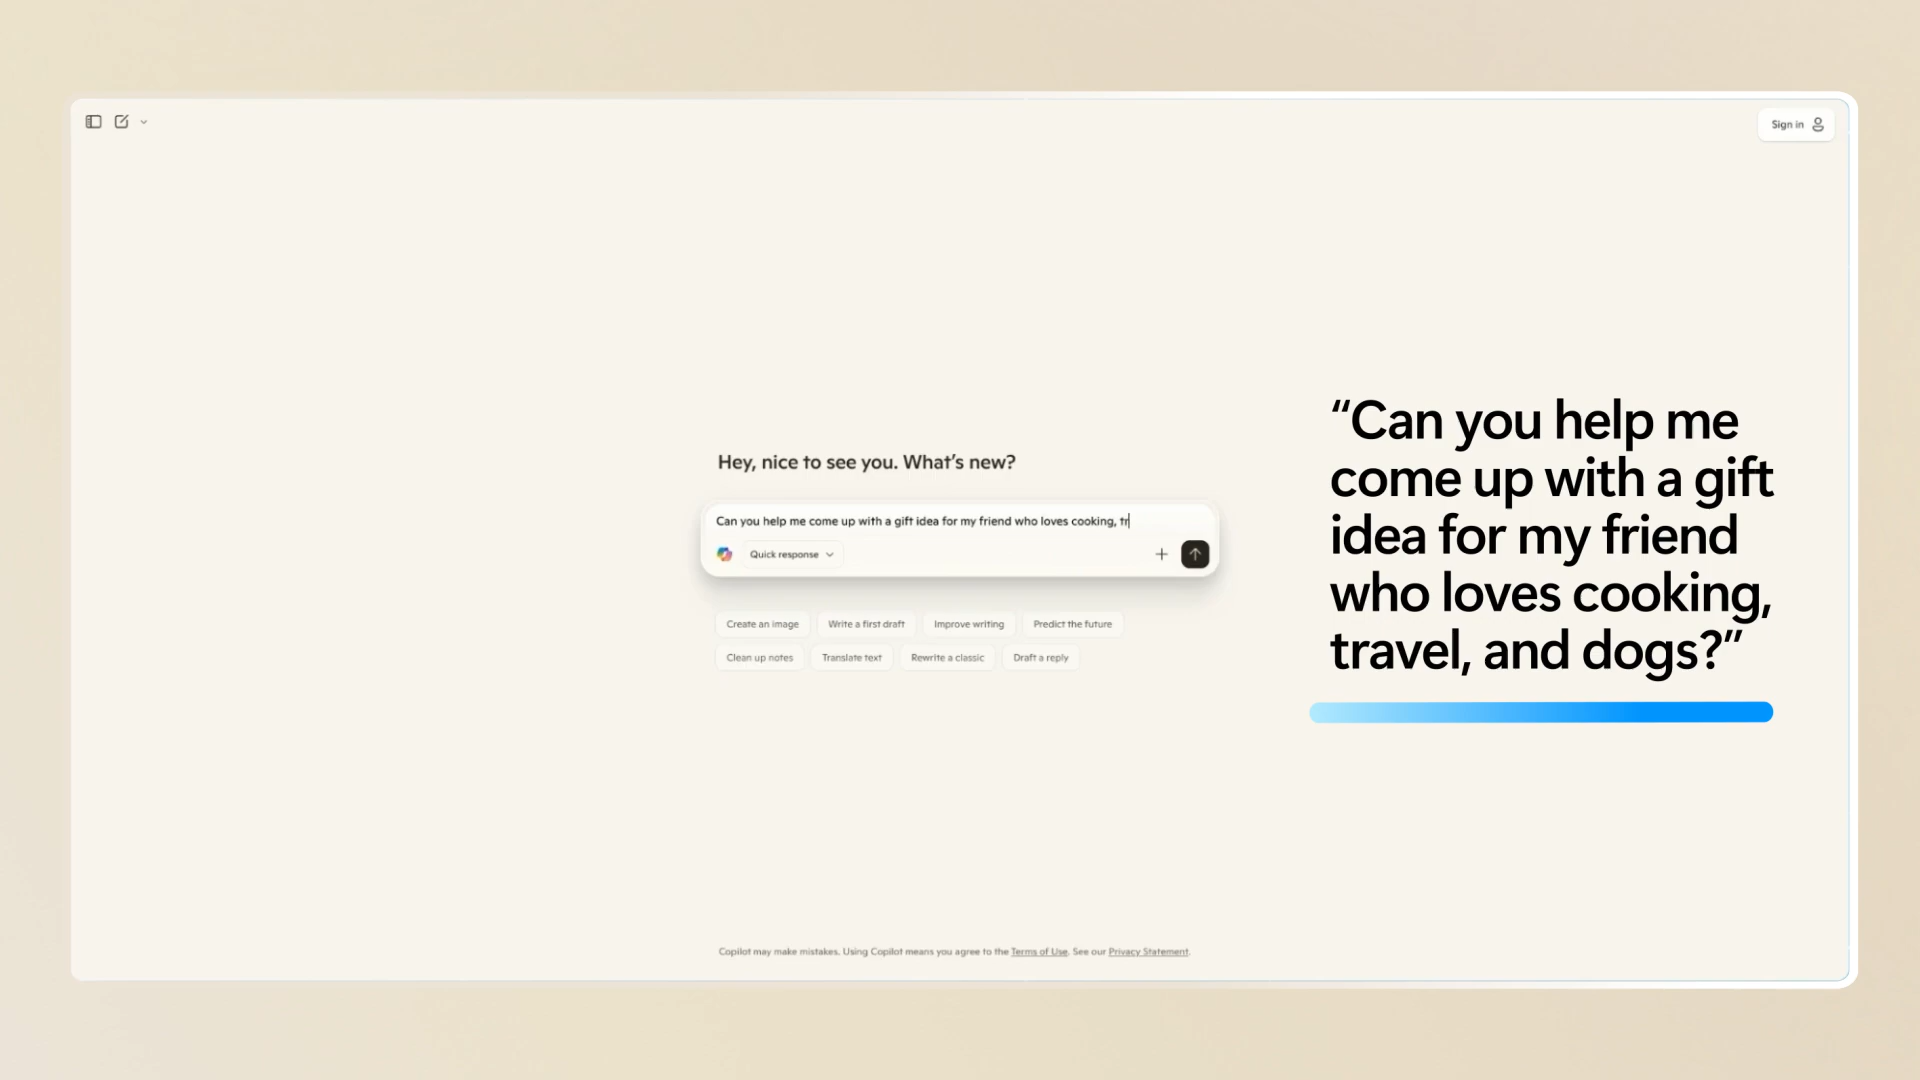 Sign in
Hey, nice to see you. What's new?
Can you help me come up with a gift idea for my friend who loves cooking, tr
Quick response
Create an image
Write a first draft
Improve writing
Predict the future
Clean up notes
Translate text
Rewrite a classic
Draft a reply
“Can you help me
come up with a gift
idea for my friend
who loves cooking,
travel, and dogs?”
Copilot may make mistakes. Using Copilot means you agree to the Terms of Use. See our Privacy Statement.